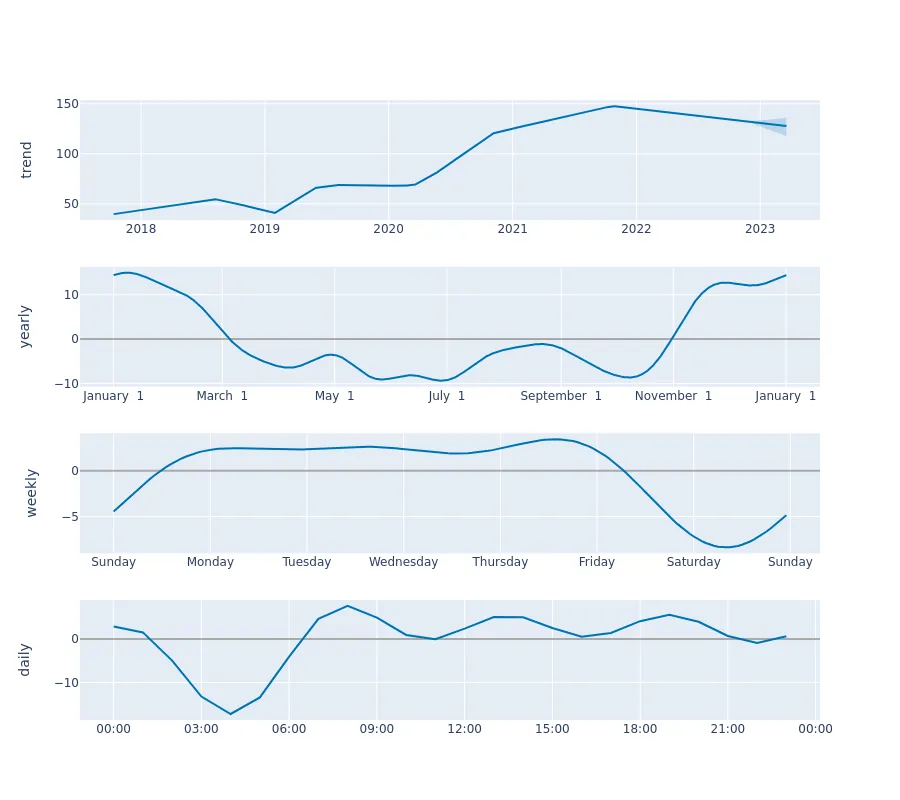 trend
150
100
50
2018 2019 2020 2021 2022 2023
yearly
10
0
−10
January 1 March 1 May 1 July 1 September 1 November 1 January 1
weekly
0
−5
Sunday Monday Tuesday Wednesday Thursday Friday Saturday Sunday
daily
0
−10
00:00 03:00 06:00 09:00 12:00 15:00 18:00 21:00 00:00